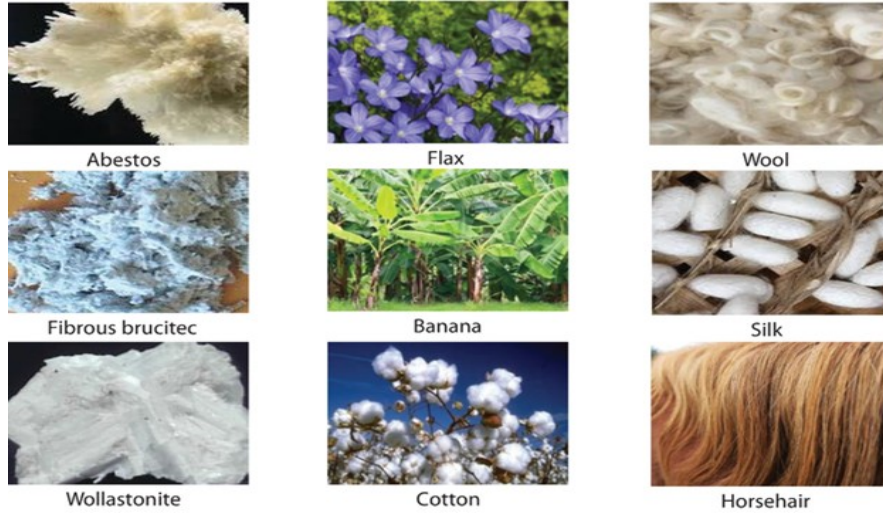 Abestos
Flax
Wool
Fibrous brucitec
Banana
Silk
Wollastonite
Cotton
Horsehair